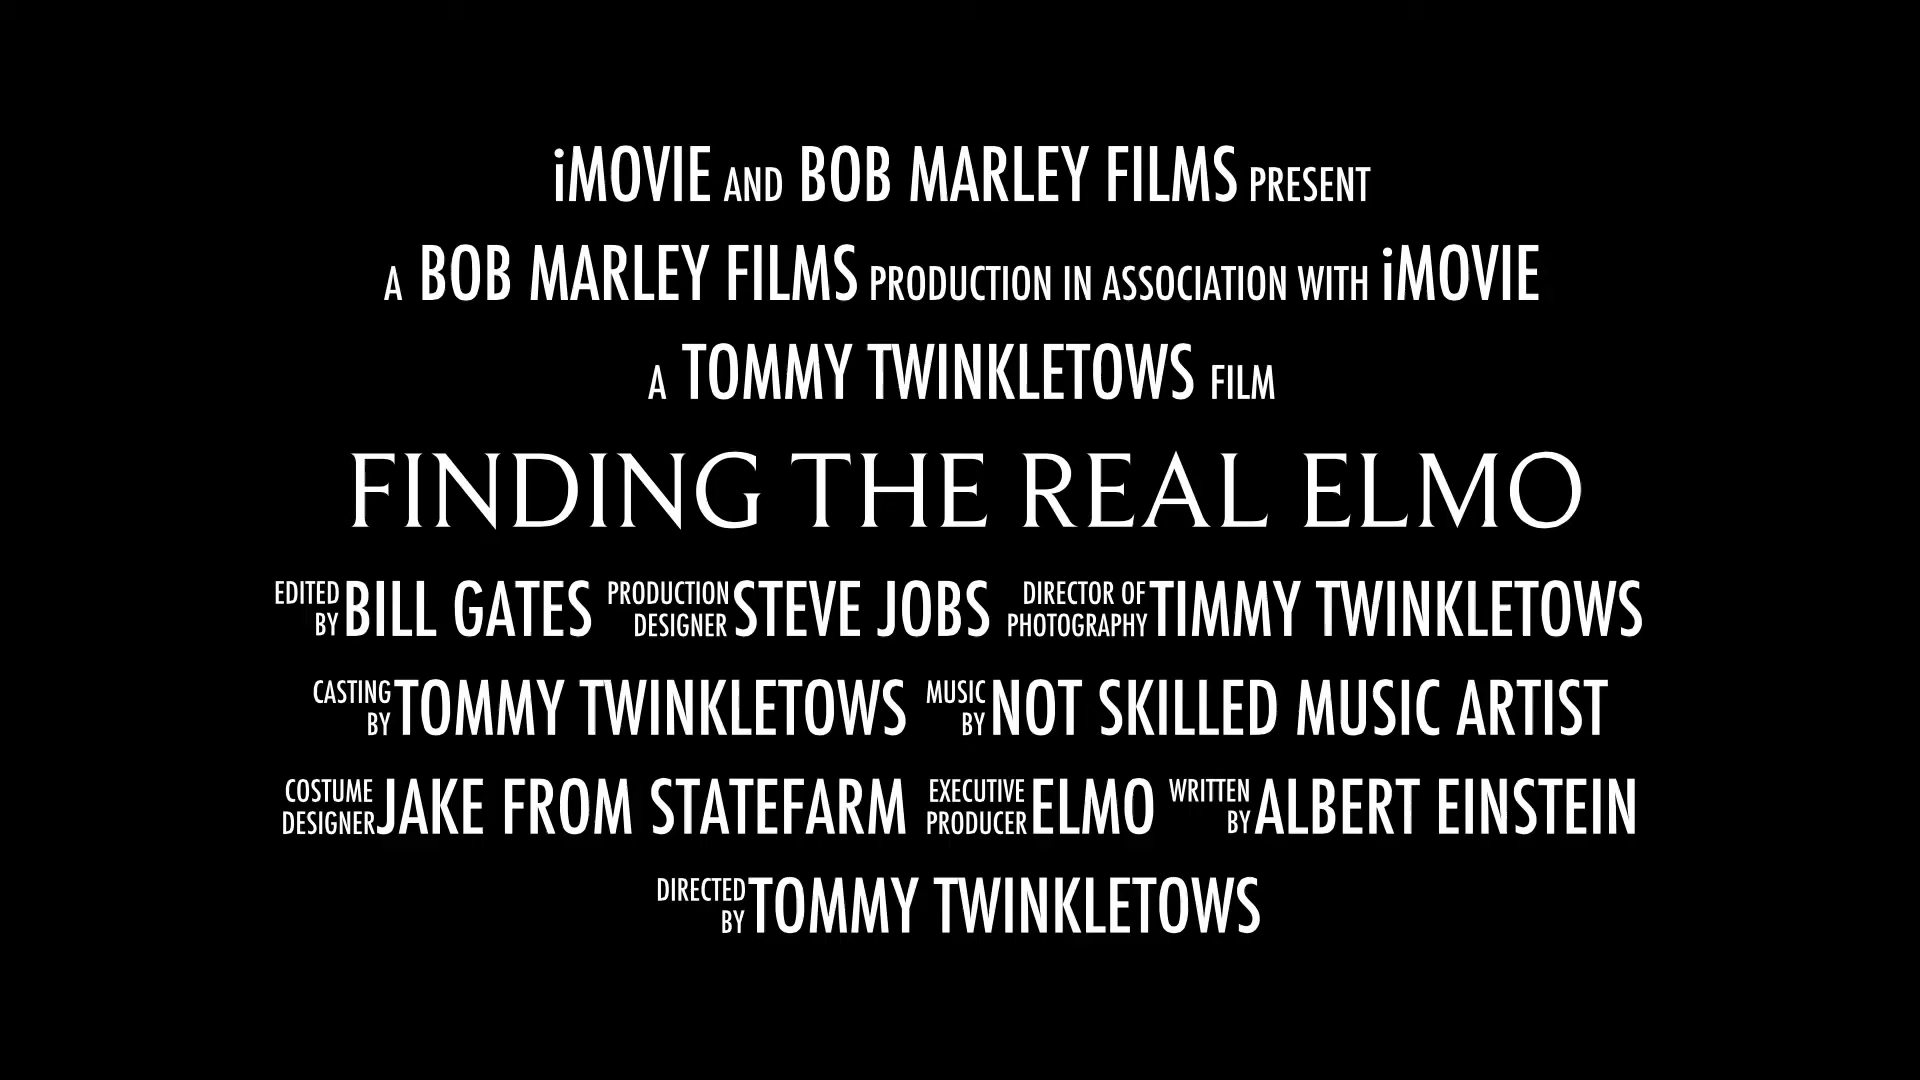 iMOVIE AND BOB MARLEY FILMS PRESENT
A BOB MARLEY FILMS PRODUCTION IN ASSOCIATION WITH iMOVIE
A TOMMY TWINKLETOWS FILM
FINDING THE REAL ELMO
EDITED BY BILL GATES PRODUCTION DESIGNER STEVE JOBS DIRECTOR OF PHOTOGRAPHY TIMMY TWINKLETOWS
CASTING BY TOMMY TWINKLETOWS MUSIC BY NOT SKILLED MUSIC ARTIST
COSTUME DESIGNER JAKE FROM STATEFARM EXECUTIVE PRODUCER ELMO WRITTEN BY ALBERT EINSTEIN
DIRECTED BY TOMMY TWINKLETOWS